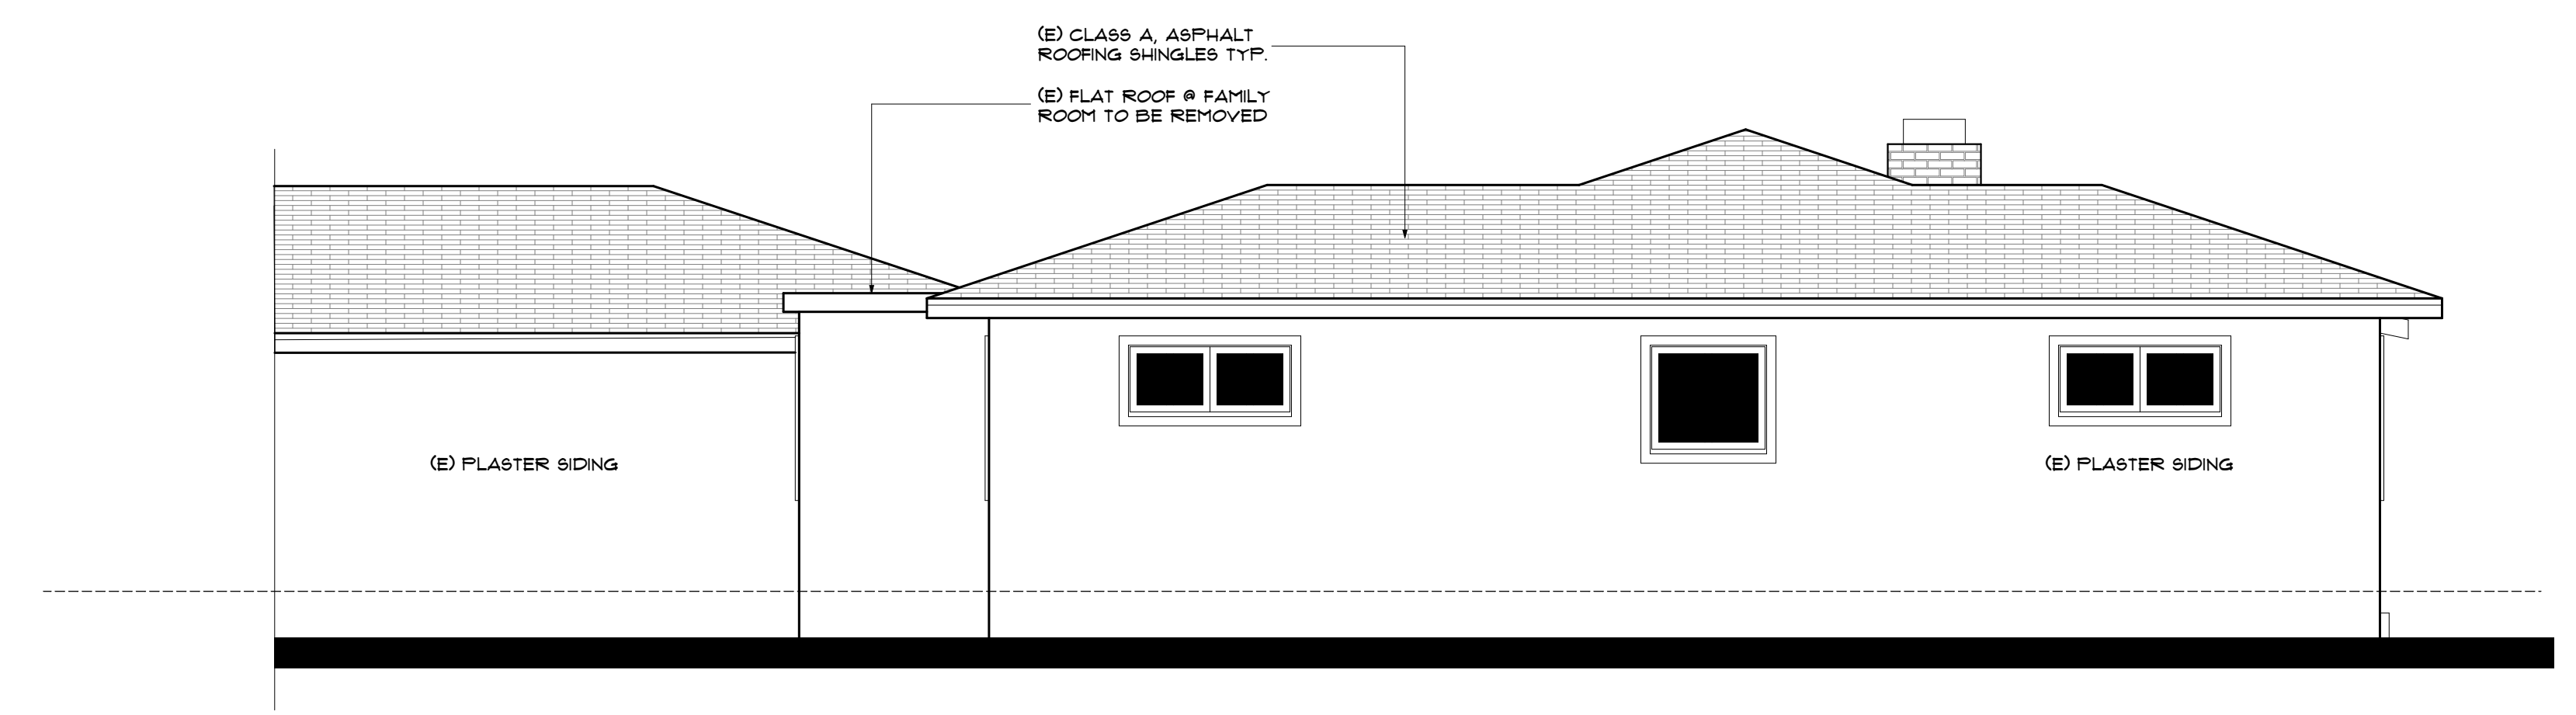 (E) CLASS A, ASPHALT
ROOFING SHINGLES TYP.
(E) FLAT ROOF @ FAMILY
ROOM TO BE REMOVED
(E) PLASTER SIDING
(E) PLASTER SIDING